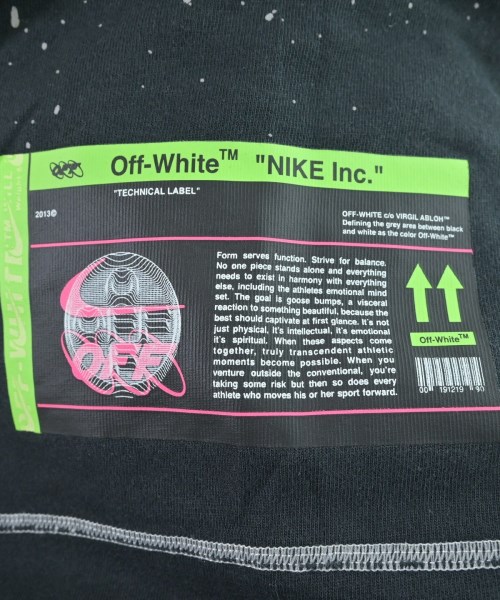 Off-White™ "NIKE Inc."
"TECHNICAL LABEL"
2013©
OFF-WHITE c/o VIRGIL ABLOH™
Defining the grey area between black
and white as the color Off-White™
Form serves function. Strive for balance.
No one piece stands alone and everything
needs to exist in harmony with everything
else, including the athletes emotional mind
set. The goal is goose bumps, a visceral
reaction to something beautiful, because the
best should captivate at first glance. It's not
just physical, it's intellectual, it's emotional
it's spiritual. When these aspects come
together, truly transcendent athletic
moments become possible. When you
venture outside the conventional, you're
taking some risk but then so does every
athlete who moves his or her sport forward.
OFF
Off-White™
00 191219 90